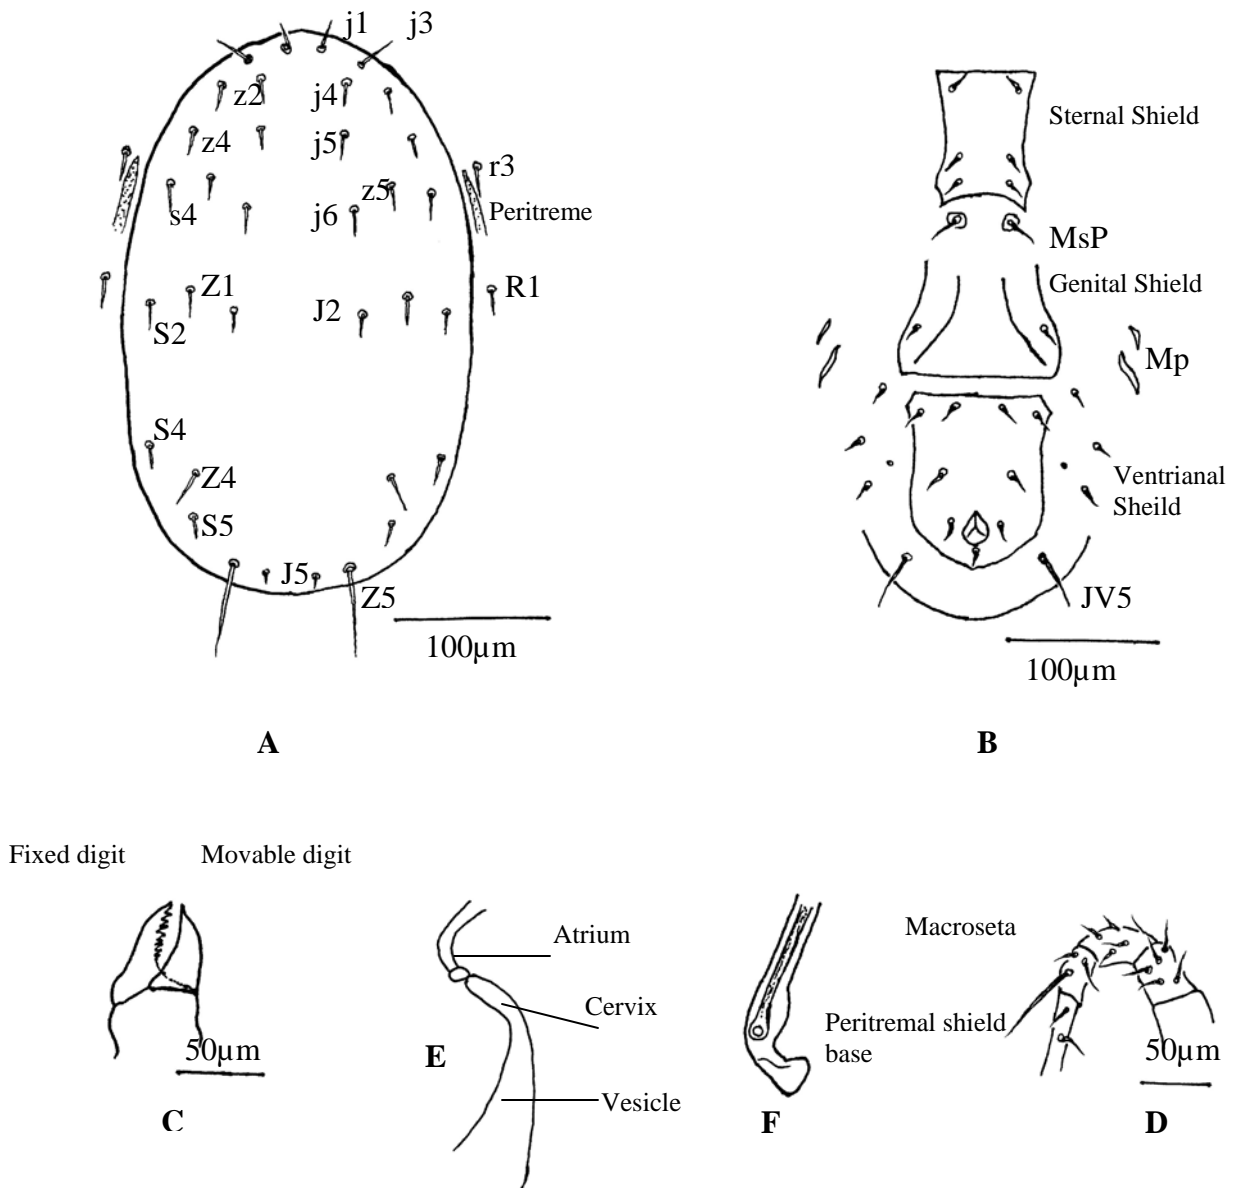 j1 j3
z2 j4
z4 j5
r3
z5
s4 j6 Peritreme
Z1 J2 R1
S2
S4
Z4
S5
J5
Z5
100µm
A
Sternal Shield
MsP
Genital Shield
Mp
Ventrianal
Sheild
JV5
100µm
B
Fixed digit Movable digit
50µm
C
Atrium
Cervix
E
Vesicle
Peritremal shield
base
F
Macroseta
50µm
D